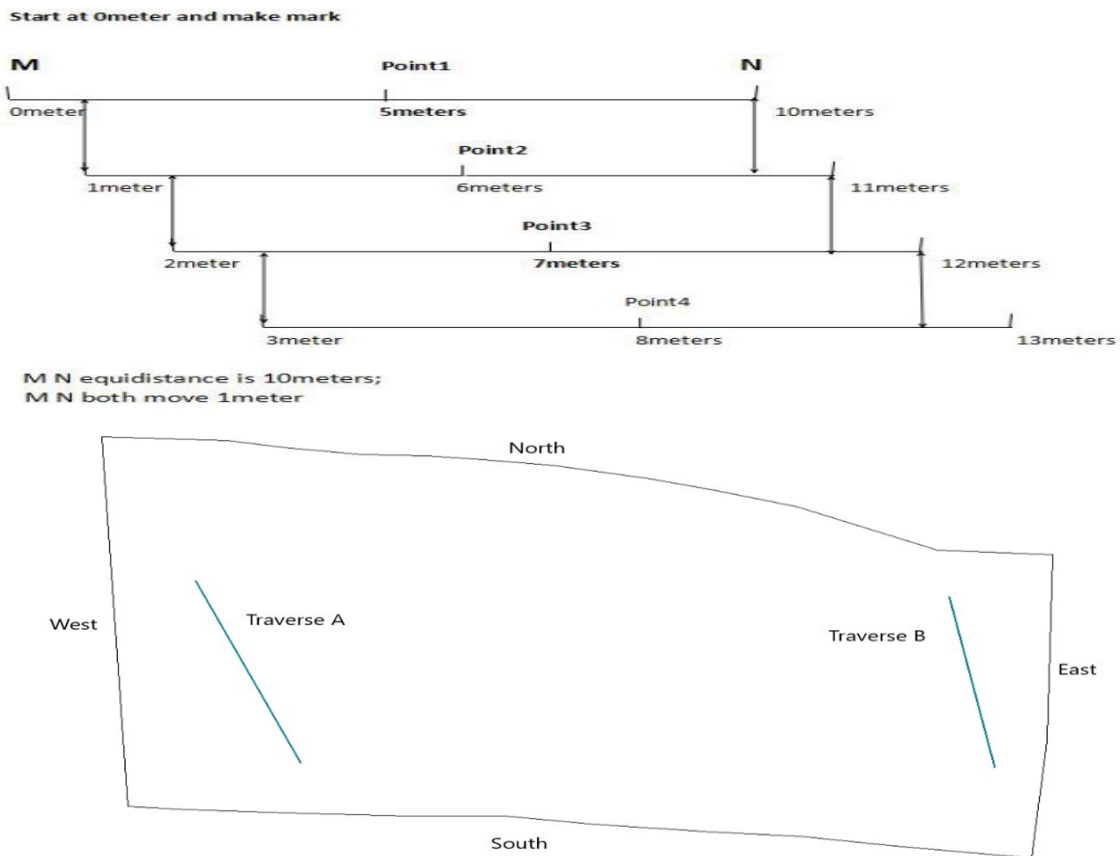 Start at 0meter and make mark
M Point1 N
0meter 5meters 10meters
Point2
1meter 6meters 11meters
Point3
2meter 7meters 12meters
Point4
3meter 8meters 13meters
M N equidistance is 10meters;
M N both move 1meter
North
West Traverse A Traverse B East
South